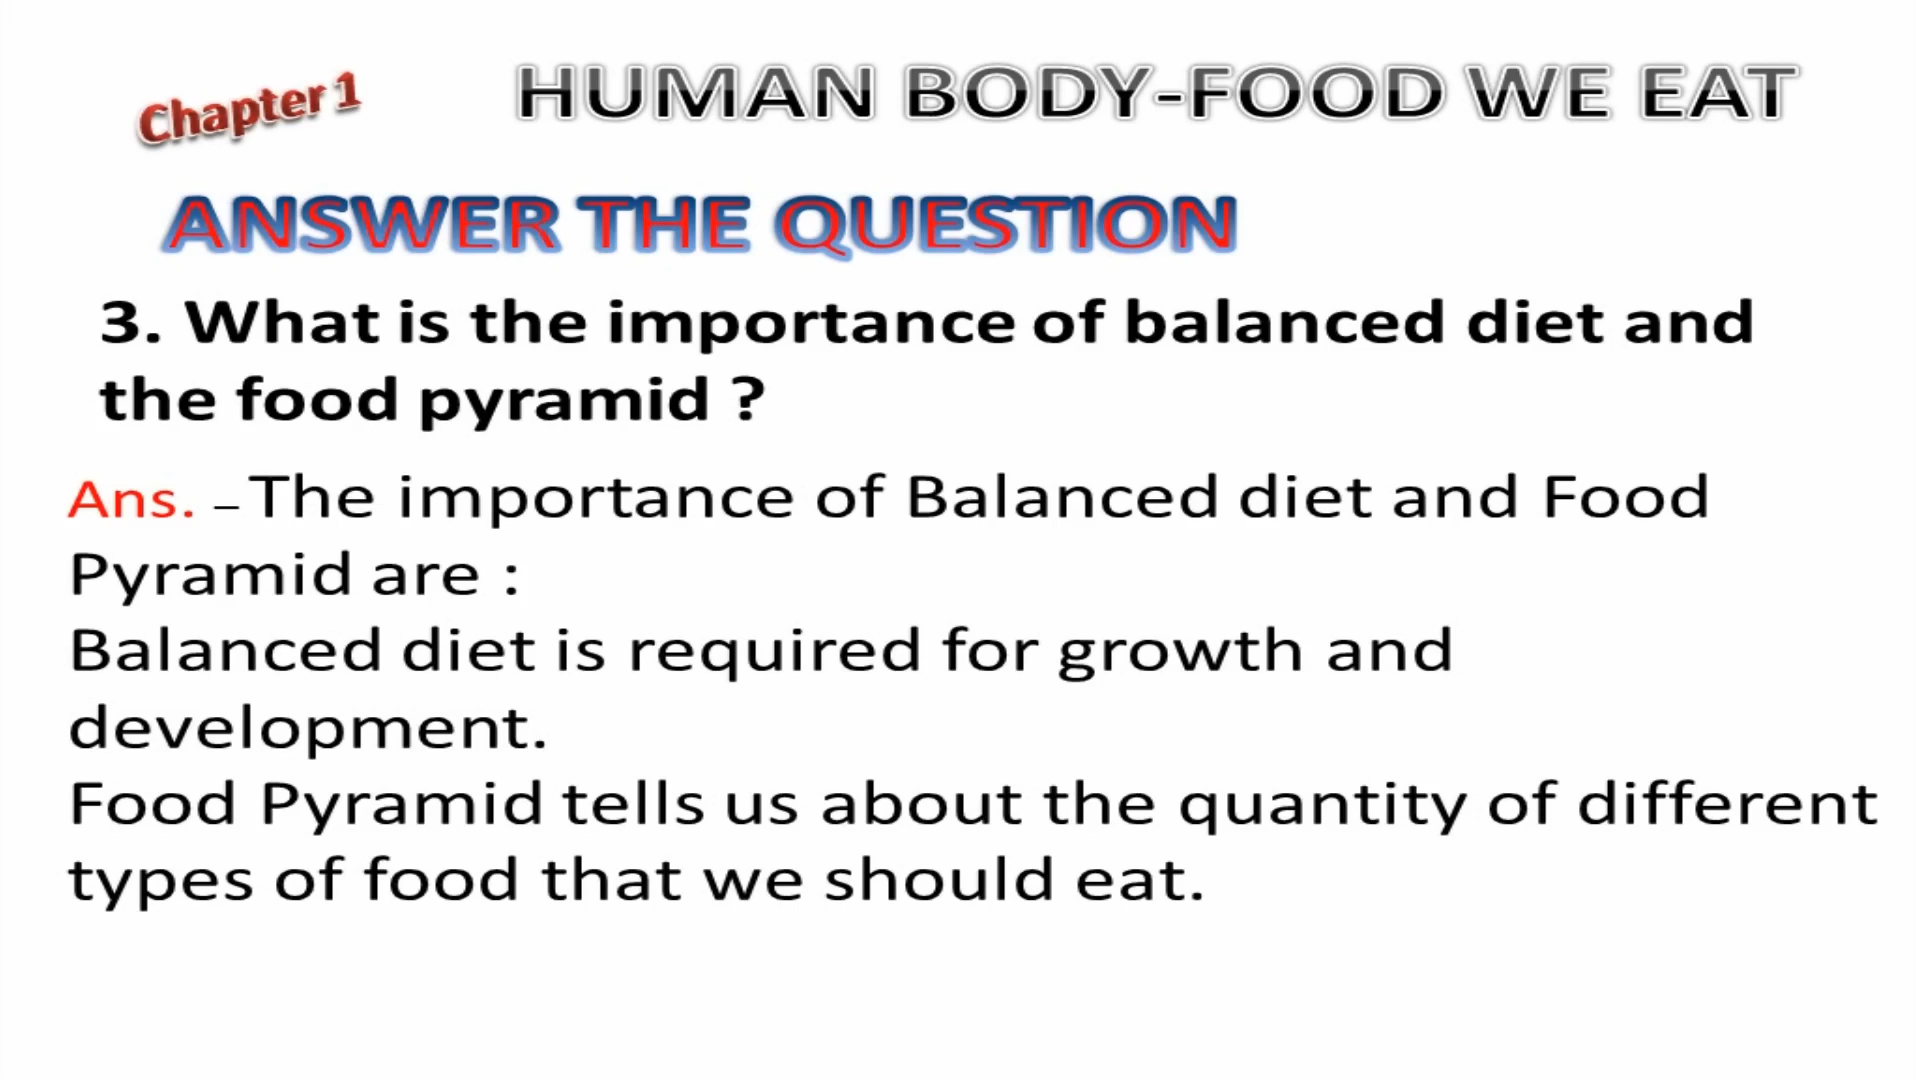 Chapter 1
HUMAN BODY-FOOD WE EAT
ANSWER THE QUESTION
3. What is the importance of balanced diet and
the food pyramid ?
Ans. – The importance of Balanced diet and Food
Pyramid are :
Balanced diet is required for growth and
development.
Food Pyramid tells us about the quantity of different
types of food that we should eat.